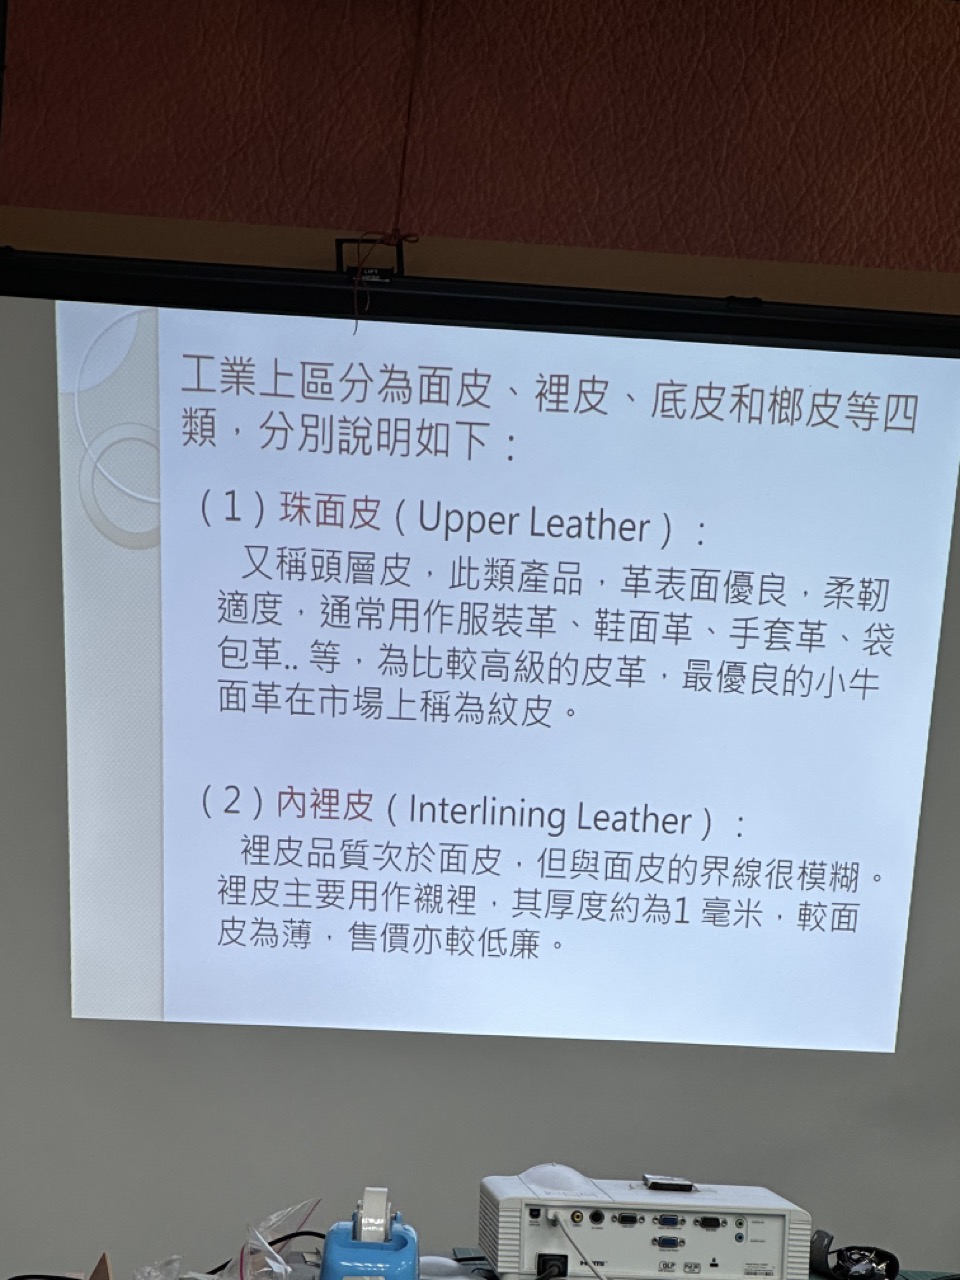 工業上區分為面皮、裡皮、底皮和榔皮等四
類，分別說明如下：
（1）珠面皮（Upper Leather）：
又稱頭層皮，此類產品，革表面優良，柔韌
適度，通常用作服裝革、鞋面革、手套革、袋
包革.. 等，為比較高級的皮革，最優良的小牛
面革在市場上稱為紋皮。
（2）內裡皮（Interlining Leather）：
裡皮品質次於面皮，但與面皮的界線很模糊。
裡皮主要用作襯裡，其厚度約為1 毫米，較面
皮為薄，售價亦較低廉。